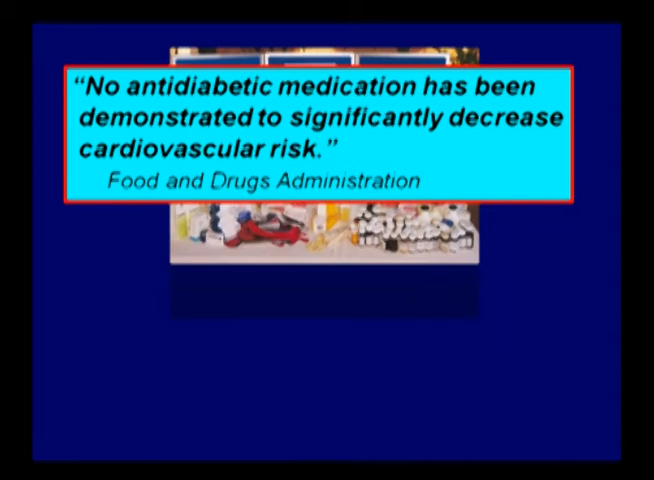 “No antidiabetic medication has been
demonstrated to significantly decrease
cardiovascular risk.”
Food and Drugs Administration